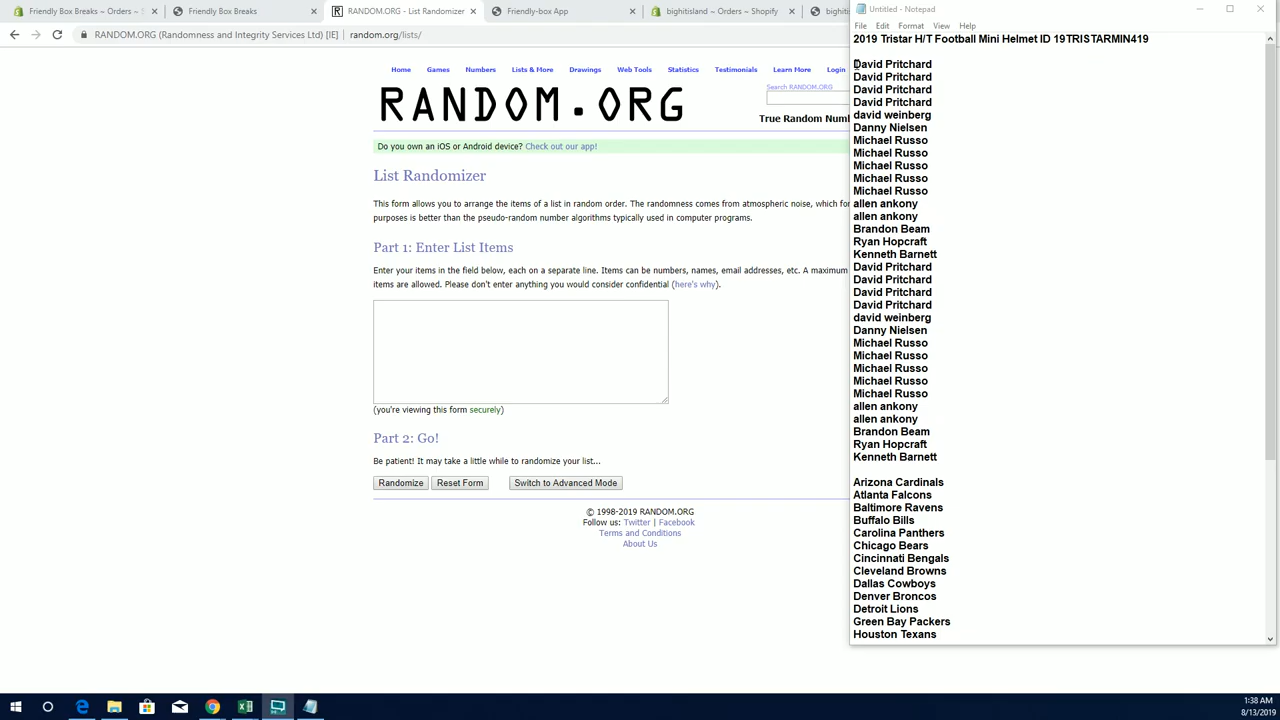 Friendly Box Breaks ~ Orders ~ S
Friendly Box Breaks
RANDOM.ORG - List Randomizer
Friendly-box App
bighitisland ~ Orders ~ Shopify
bighitisl
RANDOM.ORG (Randomness and Integrity Services Ltd) [IE] | random.org/lists/
Home Games Numbers Lists & More Drawings Web Tools Statistics Testimonials Learn More Login
RANDOM.ORG
Search RANDOM.ORG
True Random Num
Do you own an iOS or Android device? Check out our app!
List Randomizer
This form allows you to arrange the items of a list in random order. The randomness comes from atmospheric noise, which for
purposes is better than the pseudo-random number algorithms typically used in computer programs.
Part 1: Enter List Items
Enter your items in the field below, each on a separate line. Items can be numbers, names, email addresses, etc. A maximum
items are allowed. Please don't enter anything you would consider confidential (here's why).
(you're viewing this form securely)
Part 2: Go!
Be patient! It may take a little while to randomize your list...
Randomize Reset Form Switch to Advanced Mode
© 1998-2019 RANDOM.ORG
Follow us: Twitter | Facebook
Terms and Conditions
About Us
Untitled - Notepad
File Edit Format View Help
2019 Tristar H/T Football Mini Helmet ID 19TRISTARMIN419
David Pritchard
David Pritchard
David Pritchard
David Pritchard
david weinberg
Danny Nielsen
Michael Russo
Michael Russo
Michael Russo
Michael Russo
Michael Russo
allen ankony
allen ankony
Brandon Beam
Ryan Hopcraft
Kenneth Barnett
David Pritchard
David Pritchard
David Pritchard
David Pritchard
david weinberg
Danny Nielsen
Michael Russo
Michael Russo
Michael Russo
Michael Russo
Michael Russo
allen ankony
allen ankony
Brandon Beam
Ryan Hopcraft
Kenneth Barnett
Arizona Cardinals
Atlanta Falcons
Baltimore Ravens
Buffalo Bills
Carolina Panthers
Chicago Bears
Cincinnati Bengals
Cleveland Browns
Dallas Cowboys
Denver Broncos
Detroit Lions
Green Bay Packers
Houston Texans
1:38 AM
8/13/2019